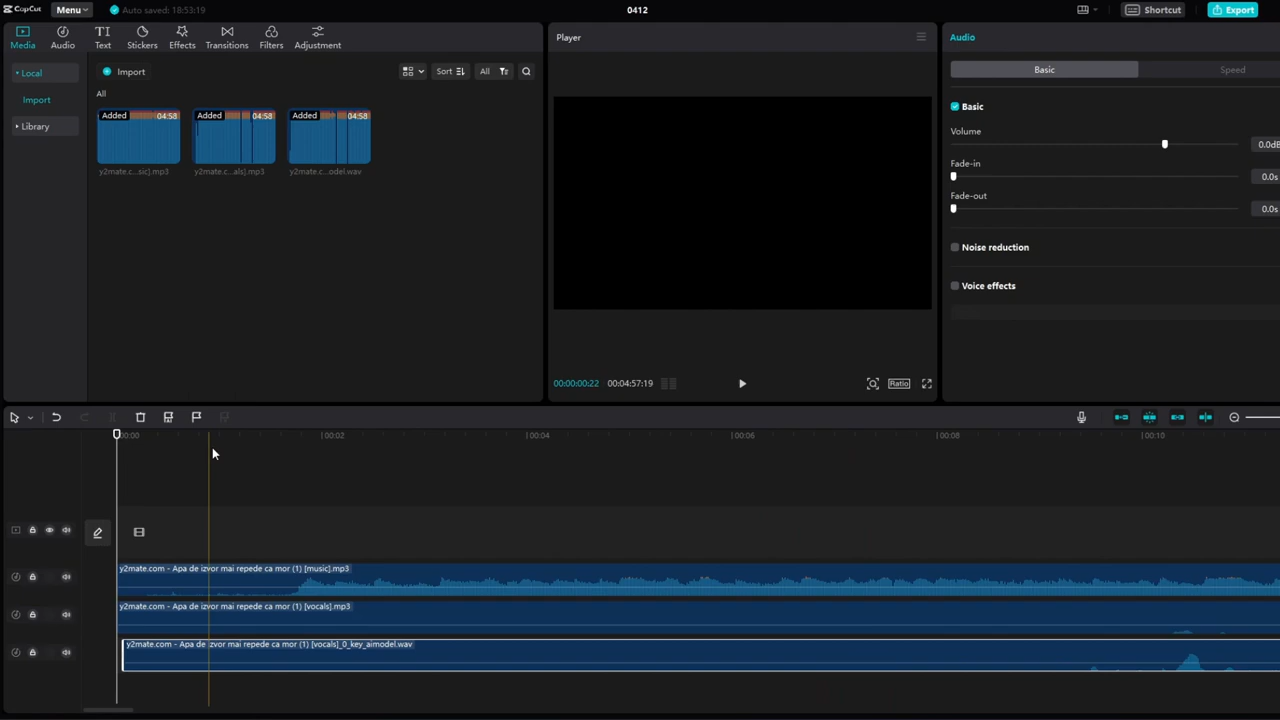 CapCut
Menu
Auto saved: 18:53:19
0412
Shortcut
Export
Media
Audio
Text
Stickers
Effects
Transitions
Filters
Adjustment
Player
Audio
Local
Import
Library
Import
Sort
All
All
Added
04:58
Added
04:58
Added
04:58
y2mate.c...sic].mp3
y2mate.c...als].mp3
y2mate.c...odel.wav
Basic
Speed
Basic
Volume
0.0dB
Fade-in
0.0s
Fade-out
0.0s
Noise reduction
Voice effects
00:00:00:22
00:04:57:19
Ratio
00:00
00:02
00:04
00:06
00:08
00:10
y2mate.com - Apa de izvor mai repede ca mor (1) [music].mp3
y2mate.com - Apa de izvor mai repede ca mor (1) [vocals].mp3
y2mate.com - Apa de izvor mai repede ca mor (1) [vocals]_0_key_aimodel.wav